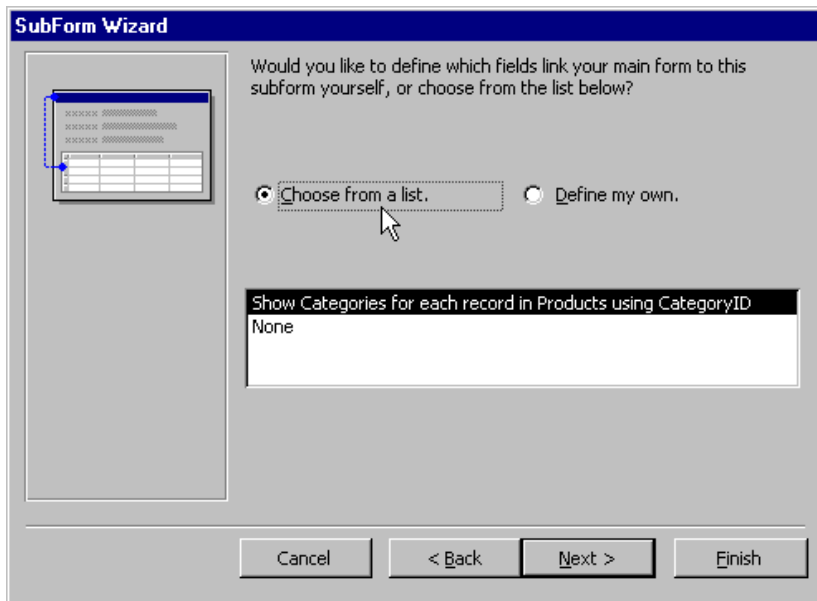 SubForm Wizard
Would you like to define which fields link your main form to this
subform yourself, or choose from the list below?
Choose from a list.
Define my own.
Show Categories for each record in Products using CategoryID
None
Cancel
< Back
Next >
Finish